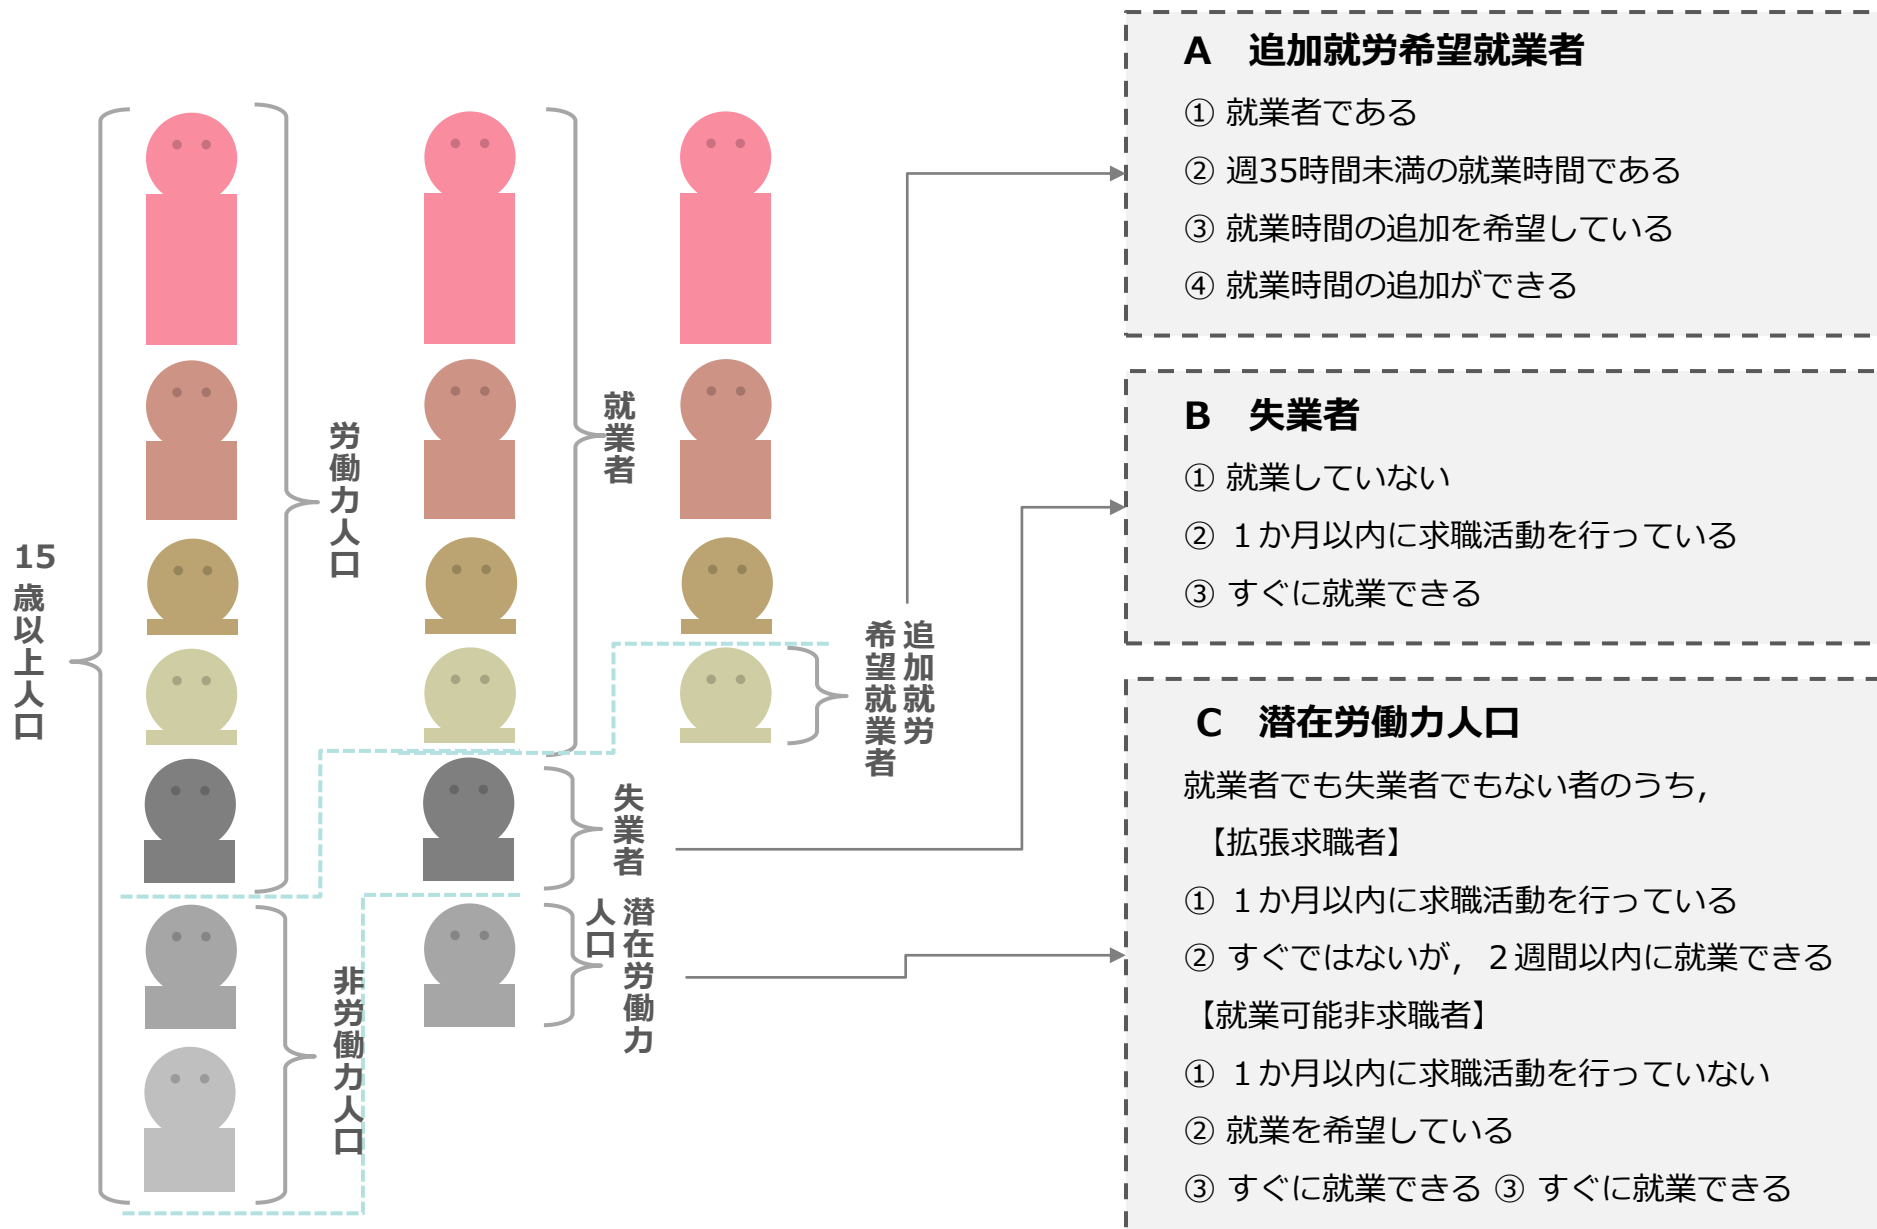 15歳以上人口
労働力人口
非労働力人口
就業者
失業者
潜在労働力
人口
追加就労
希望就業者
A 追加就労希望就業者
① 就業者である
② 週35時間未満の就業時間である
③ 就業時間の追加を希望している
④ 就業時間の追加ができる
B 失業者
① 就業していない
② １か月以内に求職活動を行っている
③ すぐに就業できる
C 潜在労働力人口
就業者でも失業者でもない者のうち，
【拡張求職者】
① １か月以内に求職活動を行っている
② すぐではないが，２週間以内に就業できる
【就業可能非求職者】
① １か月以内に求職活動を行っていない
② 就業を希望している
③ すぐに就業できる ③ すぐに就業できる